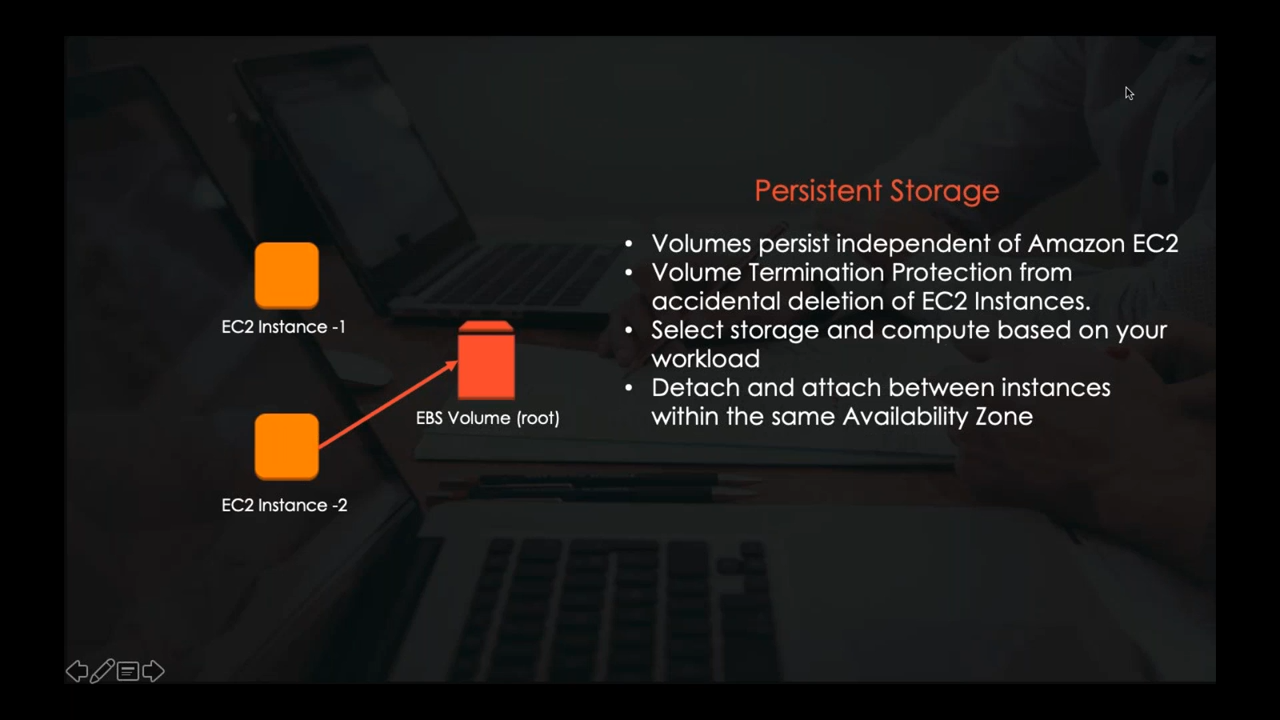 Persistent Storage
• Volumes persist independent of Amazon EC2
• Volume Termination Protection from
accidental deletion of EC2 Instances.
• Select storage and compute based on your
workload
• Detach and attach between instances
within the same Availability Zone
EC2 Instance -1
EBS Volume (root)
EC2 Instance -2